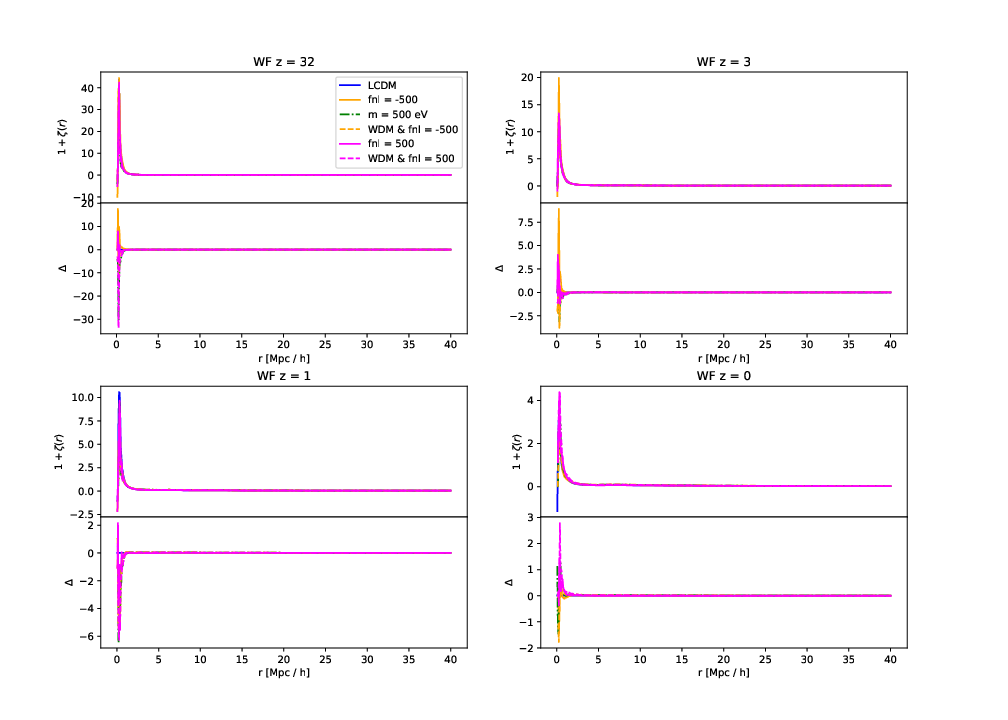 WF z = 32
40
30
20
10
0
−10
1 + ζ(r)
LCDM
fnl = -500
m = 500 eV
WDM & fnl = -500
fnl = 500
WDM & fnl = 500
20
10
0
−10
−20
−30
Δ
0 5 10 15 20 25 30 35 40
r [Mpc / h]
WF z = 3
20
15
10
5
0
1 + ζ(r)
7.5
5.0
2.5
0.0
−2.5
Δ
0 5 10 15 20 25 30 35 40
r [Mpc / h]
WF z = 1
10.0
7.5
5.0
2.5
0.0
−2.5
1 + ζ(r)
2
0
−2
−4
−6
Δ
0 5 10 15 20 25 30 35 40
r [Mpc / h]
WF z = 0
4
2
0
1 + ζ(r)
3
2
1
0
−1
−2
Δ
0 5 10 15 20 25 30 35 40
r [Mpc / h]